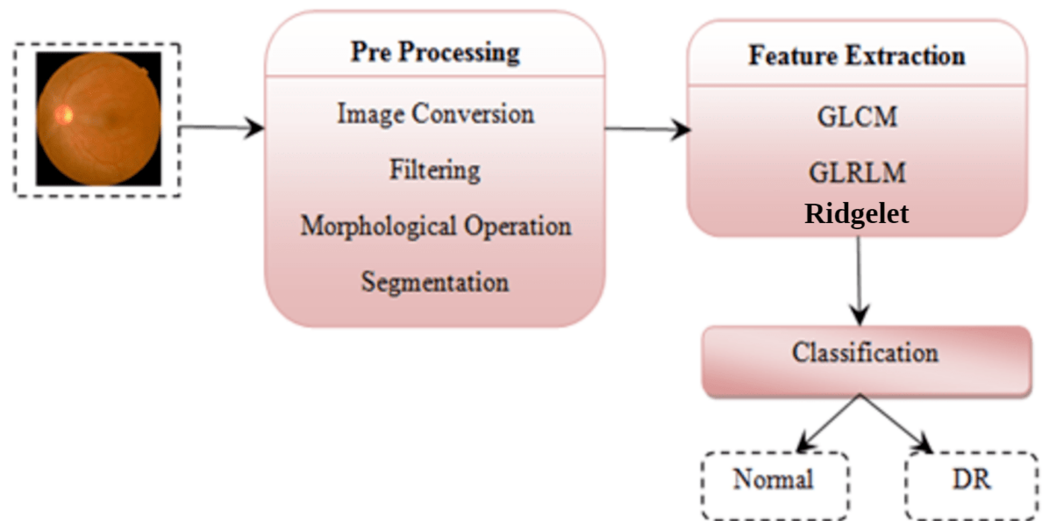 Pre Processing
Image Conversion
Filtering
Morphological Operation
Segmentation
Feature Extraction
GLCM
GLRLM
Ridgelet
Classification
Normal
DR